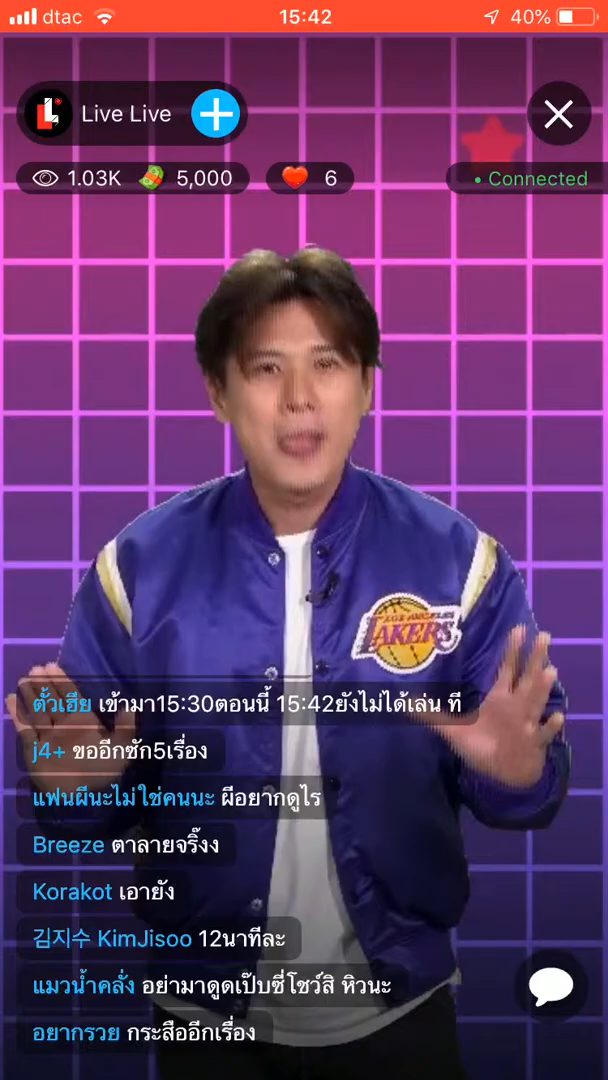 dtac
15:42
40%
Live Live
1.03K
5,000
6
• Connected
LOS ANGELES
LAKERS
ตั้วเฮีย เข้ามา15:30ตอนนี้ 15:42ยังไม่ได้เล่น ที
j4+ ขออีกซัก5เรื่อง
แฟนผีนะไม่ใช่คนนะ ผีอยากดูไร
Breeze ตาลายจริ๊งง
Korakot เอายัง
김지수 KimJisoo 12นาทีละ
แมวน้ำคลั่ง อย่ามาดูดเป๊บซี่โชว์สิ หิวนะ
อยากรวย กระสืออีกเรื่อง